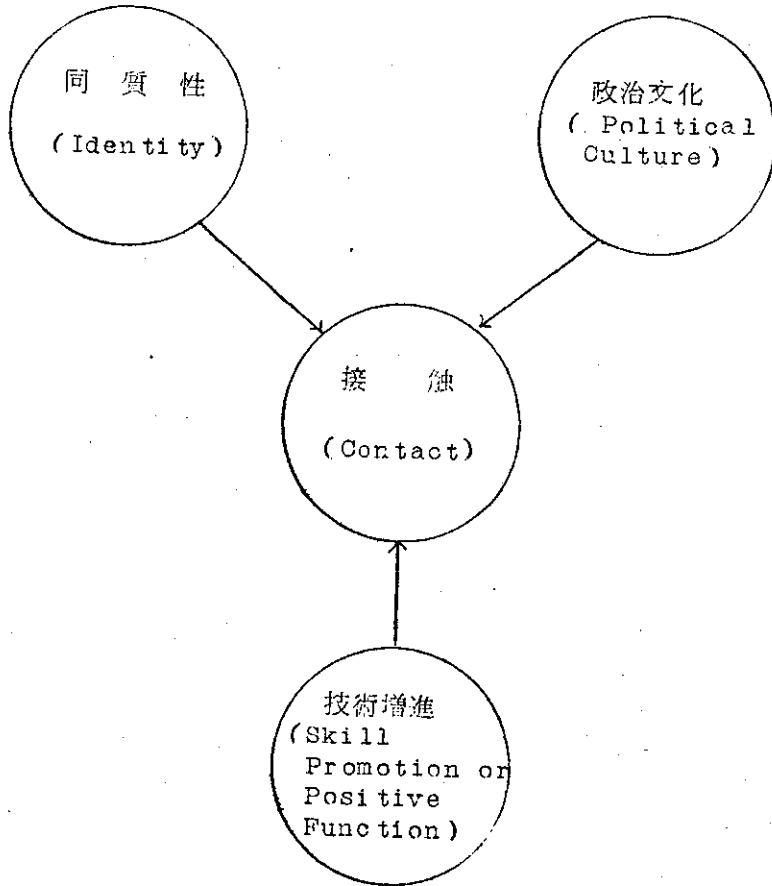 同 質 性
(Identity)
政治文化
( Political
Culture)
接 触
(Contact)
技術増進
(Skill
Promotion or
Positive
Function)